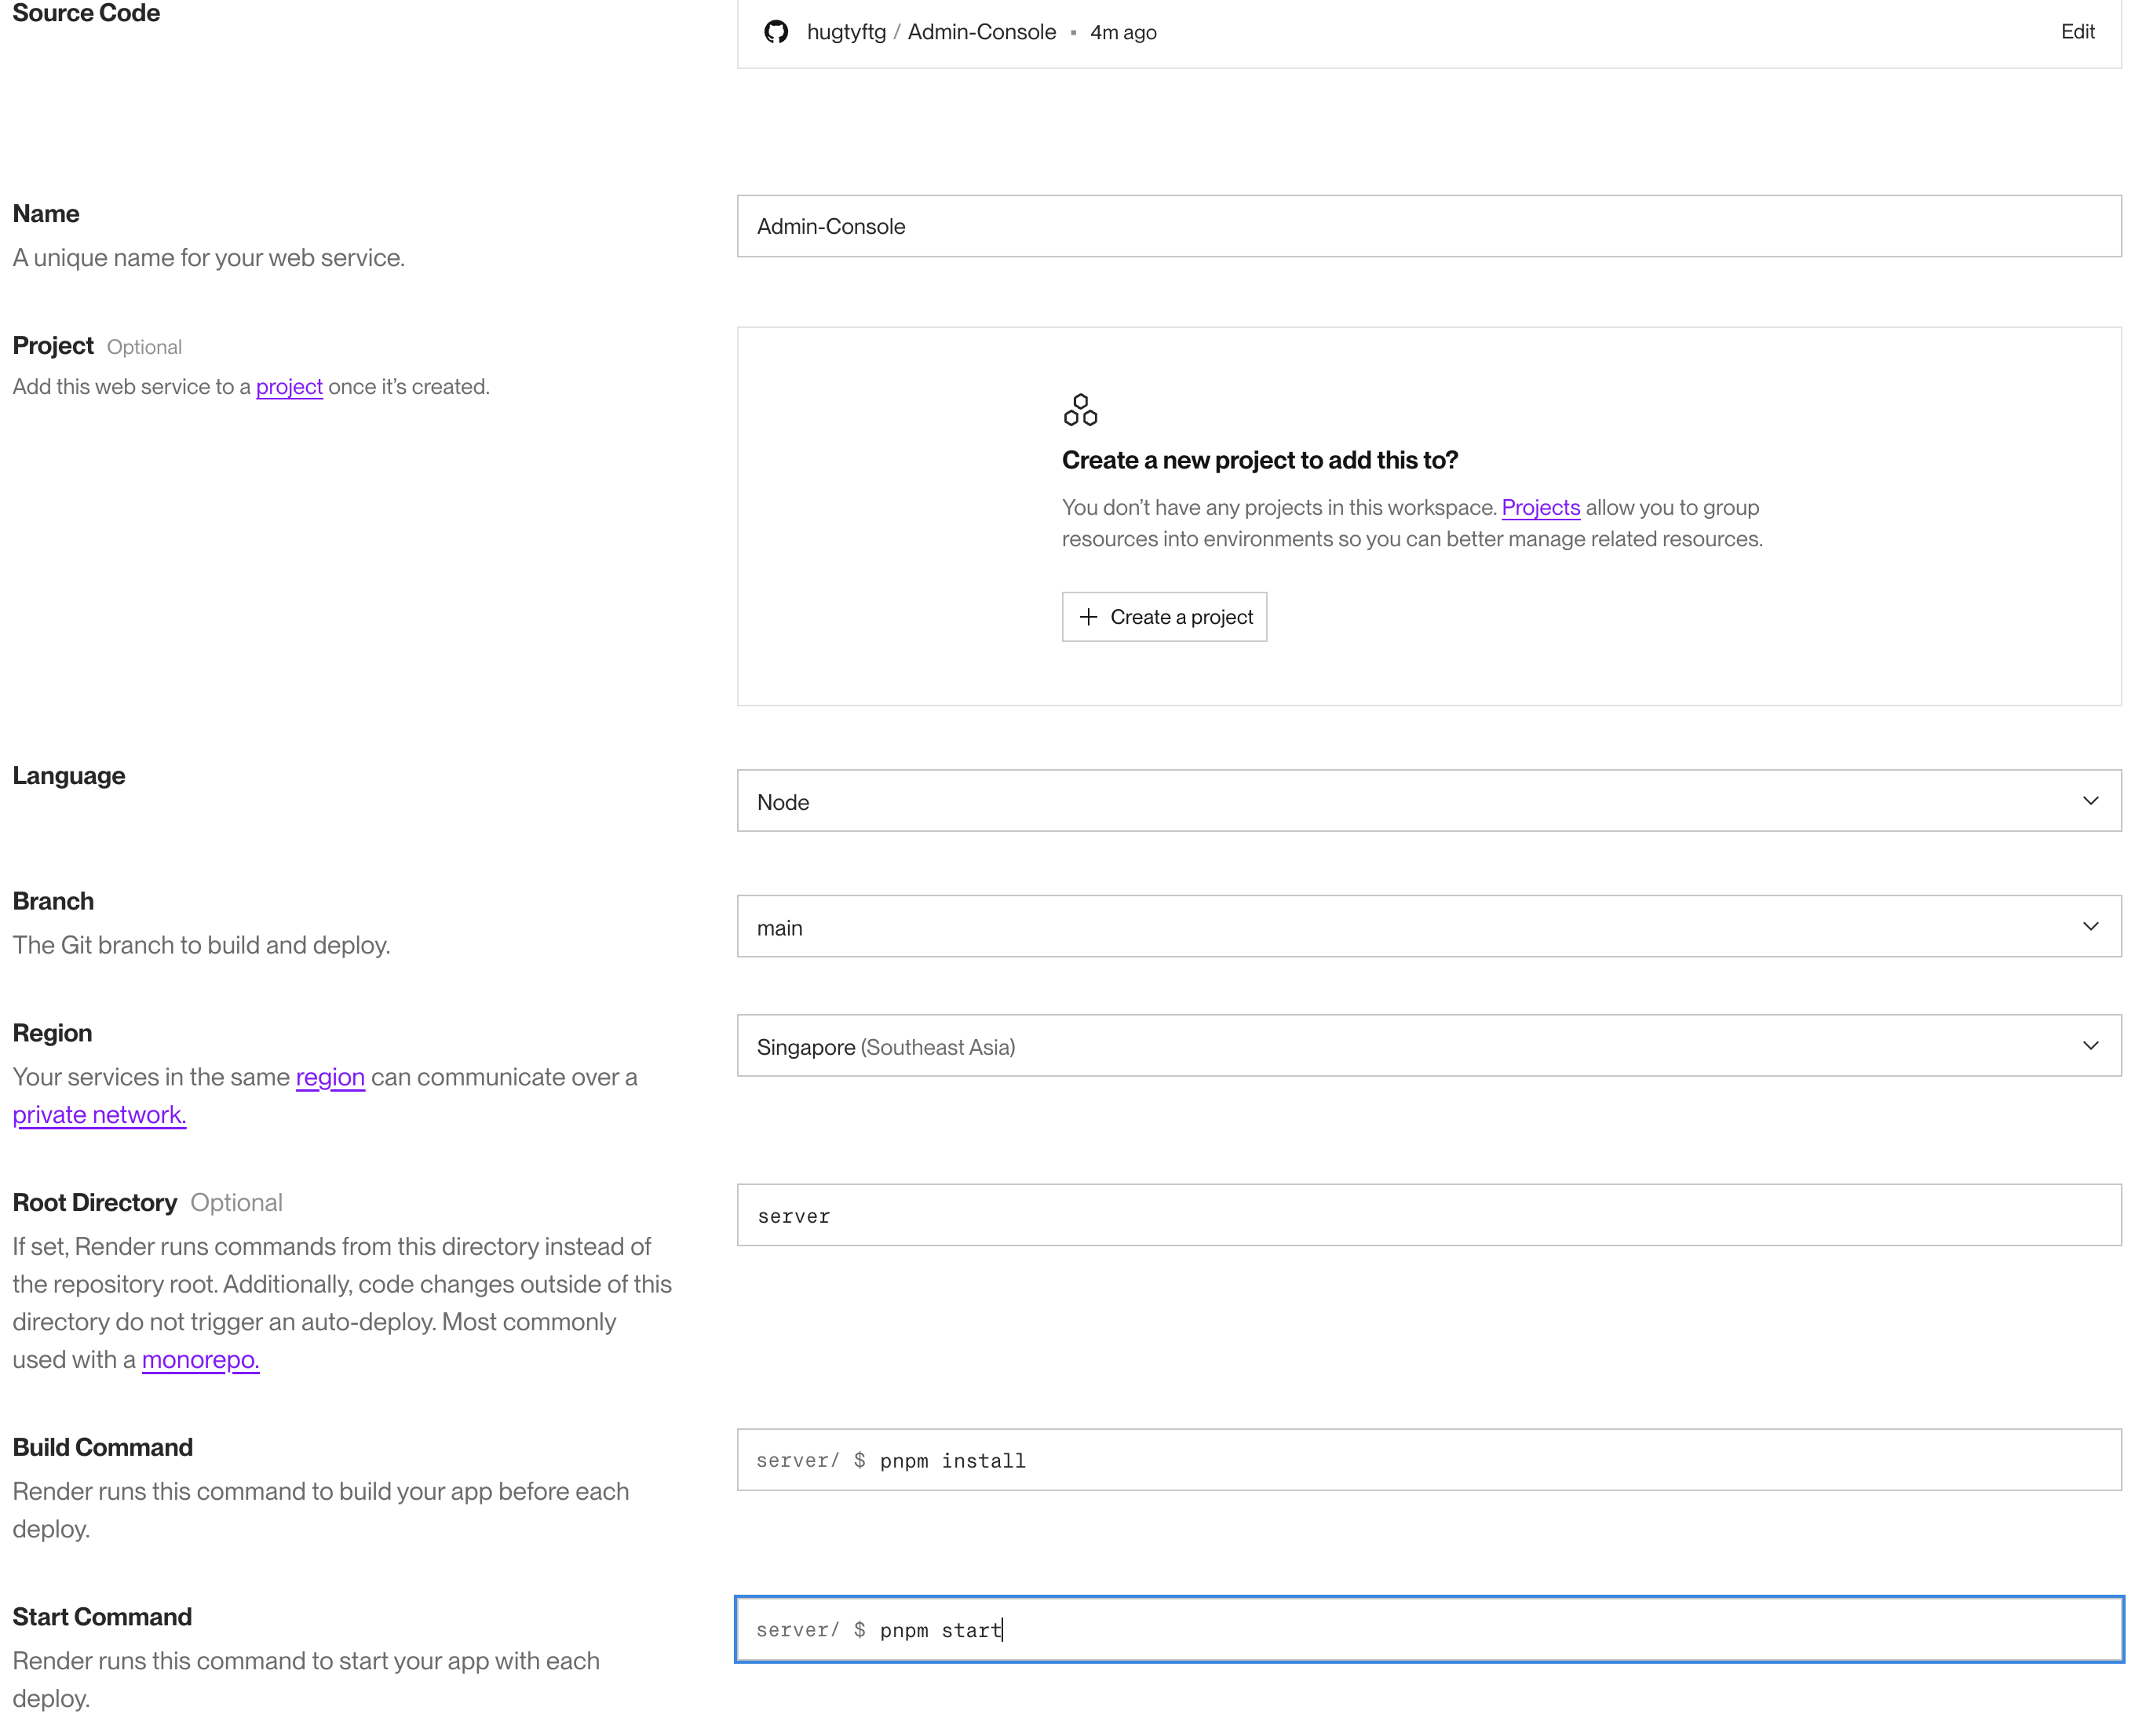 Source Code
hugtyftg / Admin-Console ▪ 4m ago
Edit
Name
A unique name for your web service.
Admin-Console
Project Optional
Add this web service to a project once it’s created.
Create a new project to add this to?
You don’t have any projects in this workspace. Projects allow you to group
resources into environments so you can better manage related resources.
+ Create a project
Language
Node
Branch
The Git branch to build and deploy.
main
Region
Your services in the same region can communicate over a
private network.
Singapore (Southeast Asia)
Root Directory Optional
If set, Render runs commands from this directory instead of
the repository root. Additionally, code changes outside of this
directory do not trigger an auto-deploy. Most commonly
used with a monorepo.
server
Build Command
Render runs this command to build your app before each
deploy.
server/ $ pnpm install
Start Command
Render runs this command to start your app with each
deploy.
server/ $ pnpm start